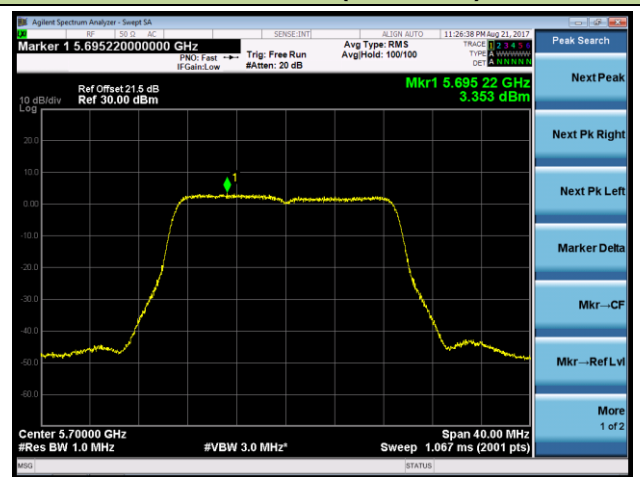 Agilent Spectrum Analyzer - Swept SA
RF 50 Ω AC SENSE:INT ALIGN AUTO 11:26:38 PM Aug 21, 2017
Marker 1 5.695220000000 GHz
PNO: Fast
IFGain:Low
Trig: Free Run
#Atten: 20 dB
Avg Type: RMS
Avg|Hold: 100/100
TRACE 1 2 3 4 5 6
TYPE A WWWWW
DET A NNNNN
Peak Search
Mkr1 5.695 22 GHz
3.353 dBm
Ref Offset 21.5 dB
10 dB/div Ref 30.00 dBm
Log
20.0
10.0
0.00
-10.0
-20.0
-30.0
-40.0
-50.0
-60.0
1
Center 5.70000 GHz Span 40.00 MHz
#Res BW 1.0 MHz #VBW 3.0 MHz* Sweep 1.067 ms (2001 pts)
MSG STATUS
Next Peak
Next Pk Right
Next Pk Left
Marker Delta
Mkr→CF
Mkr→Ref Lvl
More
1 of 2